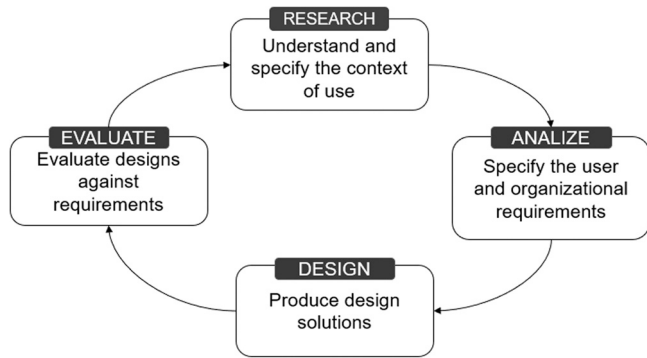 RESEARCH
Understand and
specify the context
of use
EVALUATE
Evaluate designs
against
requirements
ANALIZE
Specify the user
and organizational
requirements
DESIGN
Produce design
solutions